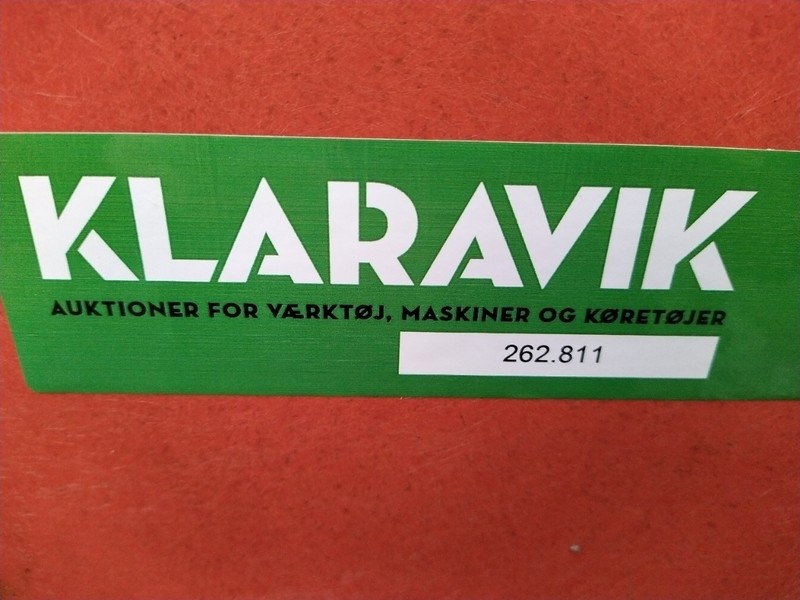 KLARAVIK
AUKTIONER FOR VÆRKTØJ, MASKINER OG KØRETØJER
262.811